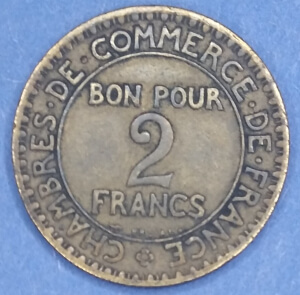 CHAMBRES·DE·COMMERCE·DE·FRANCE
BON POUR
2
FRANCS